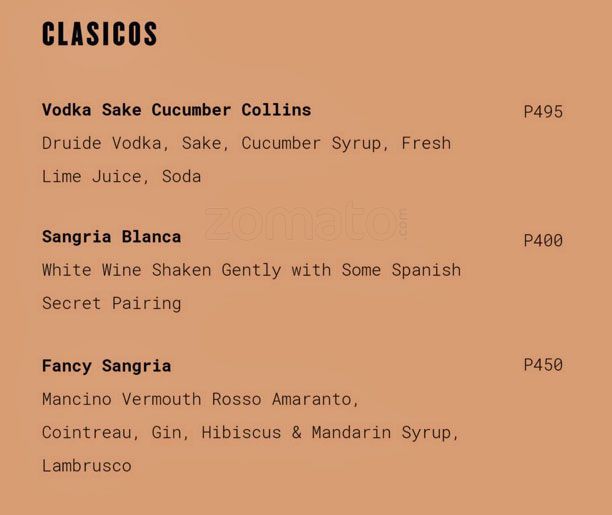 CLASICOS
Vodka Sake Cucumber Collins P495
Druide Vodka, Sake, Cucumber Syrup, Fresh
Lime Juice, Soda
zomato.com
Sangria Blanca P400
White Wine Shaken Gently with Some Spanish
Secret Pairing
Fancy Sangria P450
Mancino Vermouth Rosso Amaranto,
Cointreau, Gin, Hibiscus & Mandarin Syrup,
Lambrusco